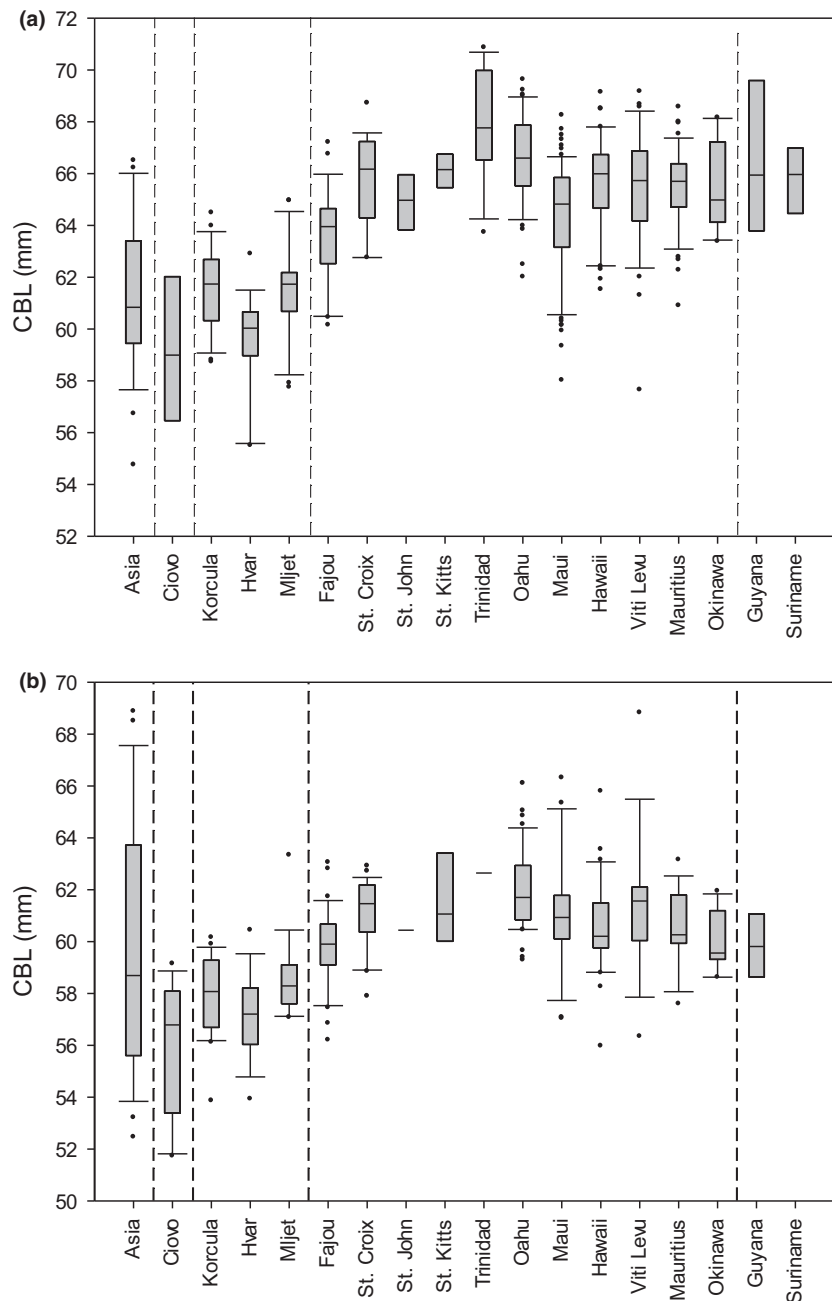 (a)
72
70
68
66
64
62
60
58
56
54
52
CBL (mm)
Asia
Ciovo
Korcula
Hvar
Mljet
Fajou
St. Croix
St. John
St. Kitts
Trinidad
Oahu
Maui
Hawaii
Viti Levu
Mauritius
Okinawa
Guyana
Suriname
(b)
70
68
66
64
62
60
58
56
54
52
50
CBL (mm)
Asia
Ciovo
Korcula
Hvar
Mljet
Fajou
St. Croix
St. John
St. Kitts
Trinidad
Oahu
Maui
Hawaii
Viti Levu
Mauritius
Okinawa
Guyana
Suriname